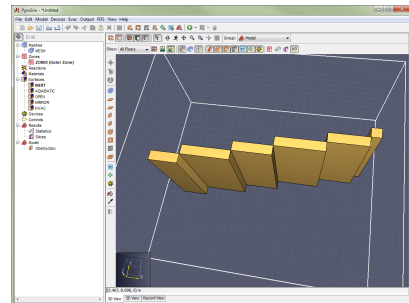 PyroSim - *Untitled
File Edit Model Devices Evac Output FDS View Help
Group: Model
Show: All Floors
Meshes
MESH
Zones
ZONE0 (Outer Zone)
Reactions
Materials
Surfaces
INERT
ADIABATIC
OPEN
MIRROR
HVAC
Devices
Controls
Results
Statistics
Slices
Model
Obstruction
3D View 2D View Record View